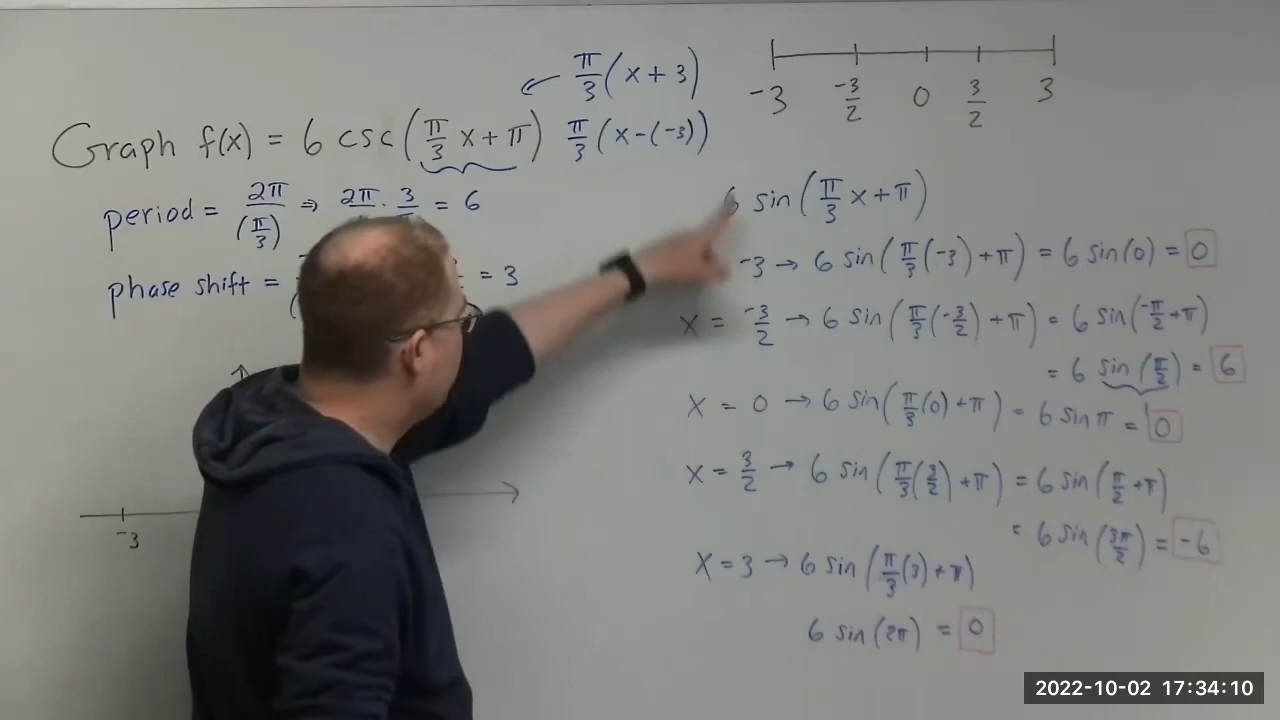 π/3 (x + 3)
Graph f(x) = 6 csc(π/3 x + π) π/3 (x-(-3))
period = 2π/(π/3) ⇒ 2π · 3/ = 6
phase shift = = 3
-3
-3 -3/2 0 3/2 3
6 sin(π/3 x + π)
-3 → 6 sin(π/3(-3) + π) = 6 sin(0) = 0
x = -3/2 → 6 sin(π/3(-3/2) + π) = 6 sin(-π/2 + π)
= 6 sin(π/2) = 6
x = 0 → 6 sin(π/3(0) + π) = 6 sin π = 0
x = 3/2 → 6 sin(π/3(3/2) + π) = 6 sin(π/2 + π)
= 6 sin(3π/2) = -6
x = 3 → 6 sin(π/3(3) + π)
6 sin(2π) = 0
2022-10-02 17:34:10